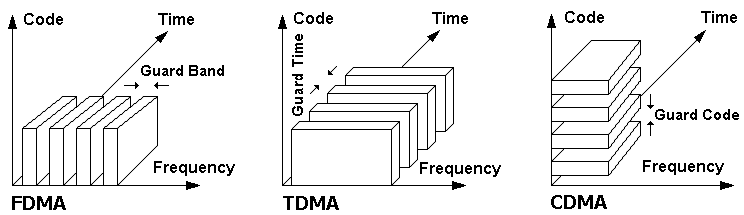 Code
Time
Guard Band
Frequency
FDMA
Code
Time
Guard Time
Frequency
TDMA
Code
Time
Guard Code
Frequency
CDMA